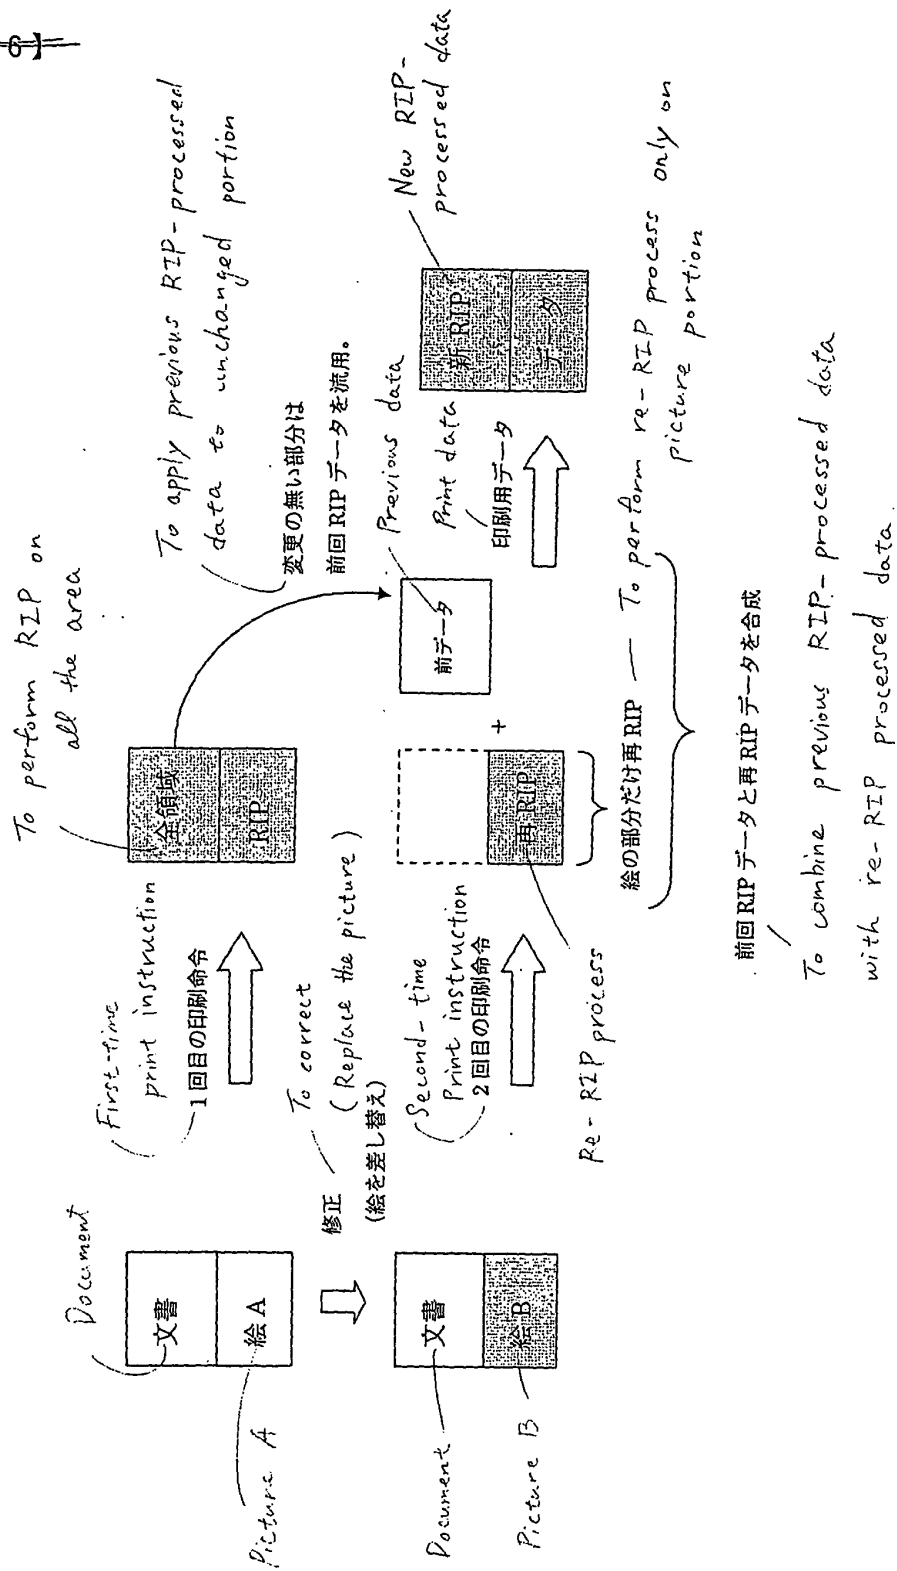 6】
Document
文書
絵A
Picture A
First-time
print instruction
1回目の印刷命令
To perform RIP on
all the area
全領域
RIP
To apply previous RIP-processed
data to unchanged portion
変更の無い部分は
前回RIPデータを流用。
修正
To correct
(Replace the picture)
(絵を差し替え)
文書
Document
絵B
Picture B
Second-time
Print instruction
2回目の印刷命令
再RIP
Re-RIP process
+
前データ
Previous data
Print data
印刷用データ
新RIP
データ
New RIP-
processed data
絵の部分だけ再RIP
To perform re-RIP process only on
picture portion
前回RIPデータと再RIPデータを合成
To combine previous RIP-processed data
with re-RIP processed data.